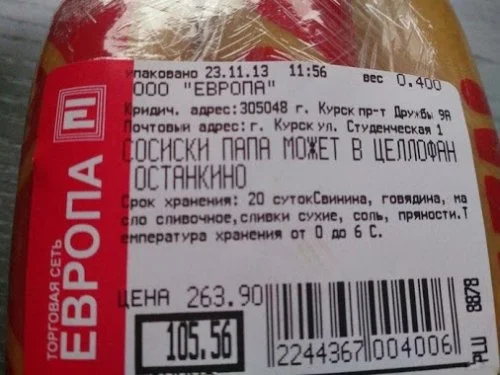 упаковано 23.11.13 11:56 вес 0.400
ООО "ЕВРОПА"
Юридич. адрес:305048 г. Курск пр-т Дружбы 9А
Почтовый адрес:г. Курск ул. Студенческая 1
СОСИСКИ ПАПА МОЖЕТ В ЦЕЛЛОФАН
ОСТАНКИНО
Срок хранения: 20 сутокСвинина, говядина, ма
сло сливочное,сливки сухие, соль, пряности.Т
емпература хранения от 0 до 6 С.
ЦЕНА 263.90
105.56
2244367004006
PLU 8878
ТОРГОВАЯ СЕТЬ
ЕВРОПА